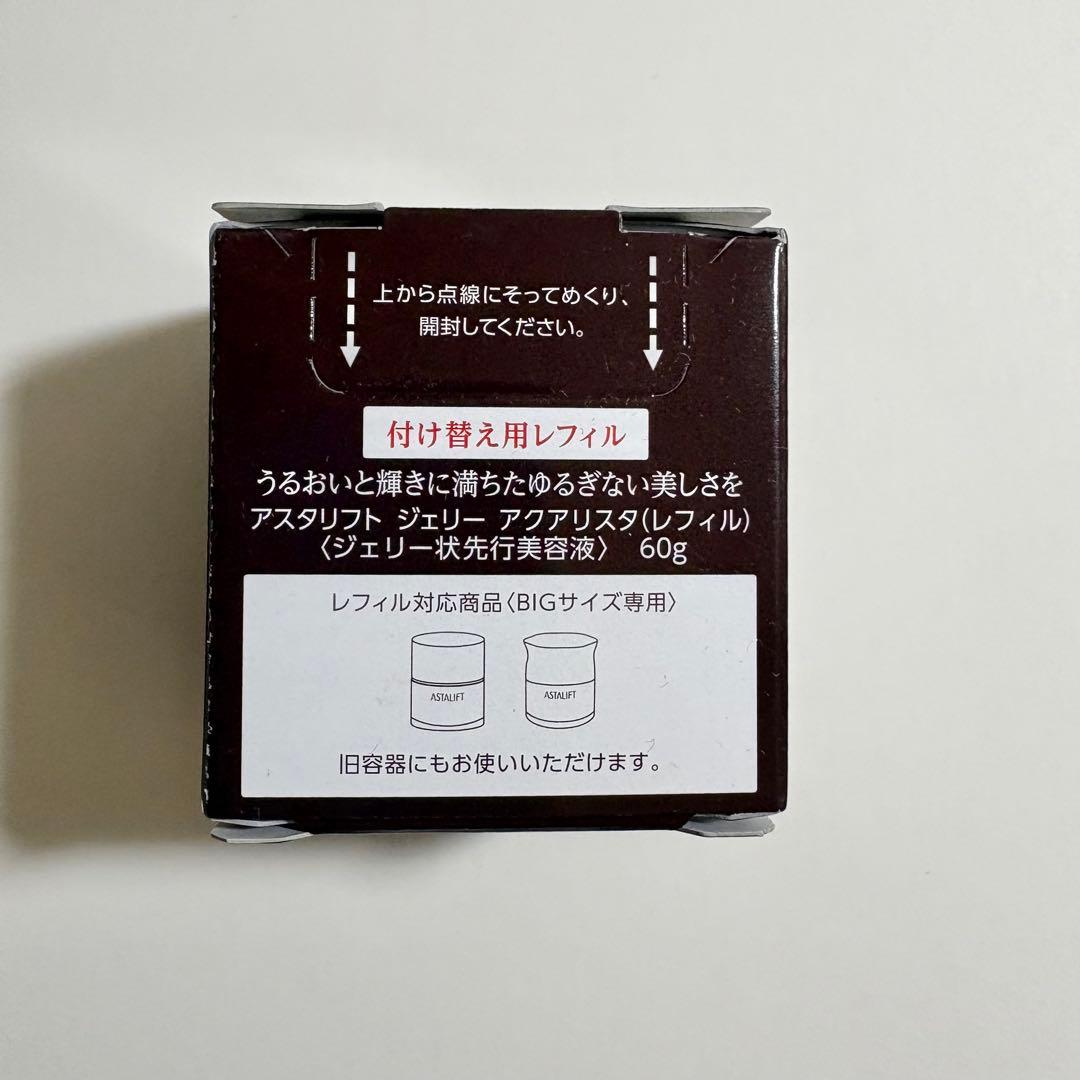 上から点線にそってめくり、
開封してください。
付け替え用レフィル
うるおいと輝きに満ちたゆるぎない美しさを
アスタリフト ジェリー アクアリスタ(レフィル)
〈ジェリー状先行美容液〉 60g
レフィル対応商品〈BIGサイズ専用〉
ASTALIFT ASTALIFT
旧容器にもお使いいただけます。